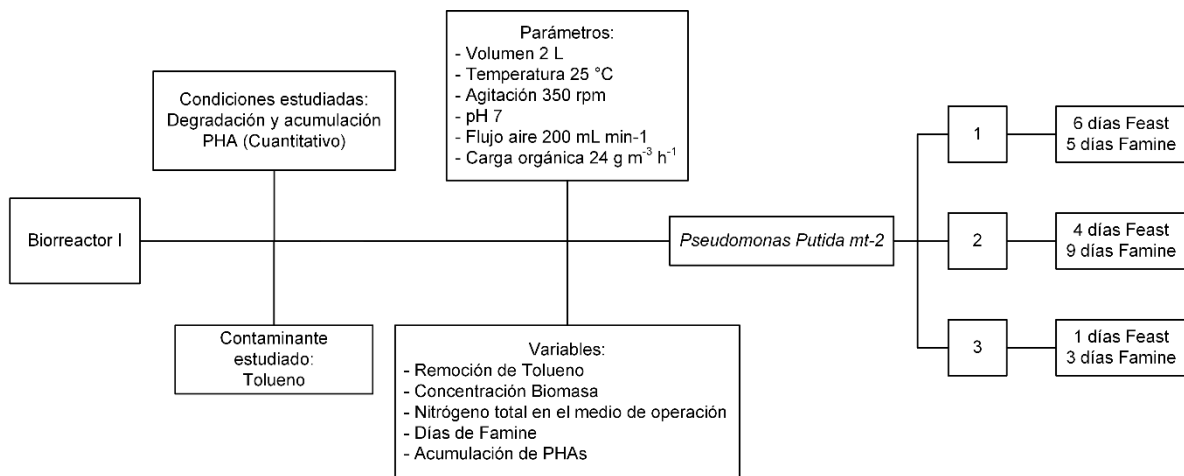 Parámetros:
- Volumen 2 L
- Temperatura 25 °C
- Agitación 350 rpm
- pH 7
- Flujo aire 200 mL min-1
- Carga orgánica 24 g m⁻³ h⁻¹
Condiciones estudiadas:
Degradación y acumulación
PHA (Cuantitativo)
Biorreactor I
Contaminante
estudiado:
Tolueno
Variables:
- Remoción de Tolueno
- Concentración Biomasa
- Nitrógeno total en el medio de operación
- Días de Famine
- Acumulación de PHAs
Pseudomonas Putida mt-2
1
6 días Feast
5 días Famine
2
4 días Feast
9 días Famine
3
1 días Feast
3 días Famine